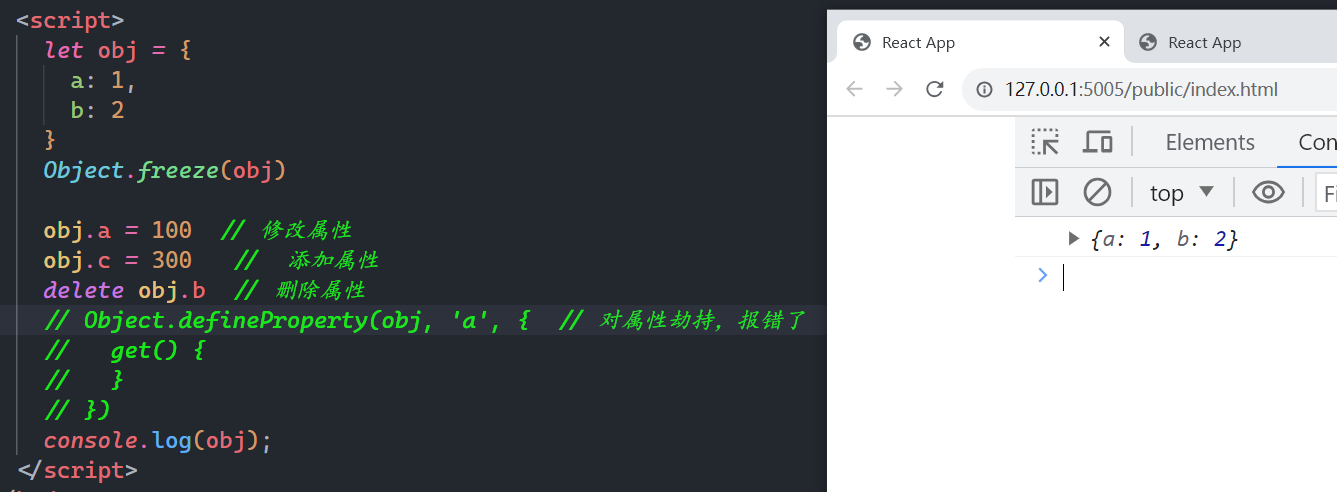 <script>
let obj = {
a: 1,
b: 2
}
Object.freeze(obj)
obj.a = 100 // 修改属性
obj.c = 300 // 添加属性
delete obj.b // 删除属性
// Object.defineProperty(obj, 'a', { // 对属性劫持，报错了
// get() {
// }
// })
console.log(obj);
</script>
React App
React App
127.0.0.1:5005/public/index.html
Elements
Con
top
Fi
{a: 1, b: 2}